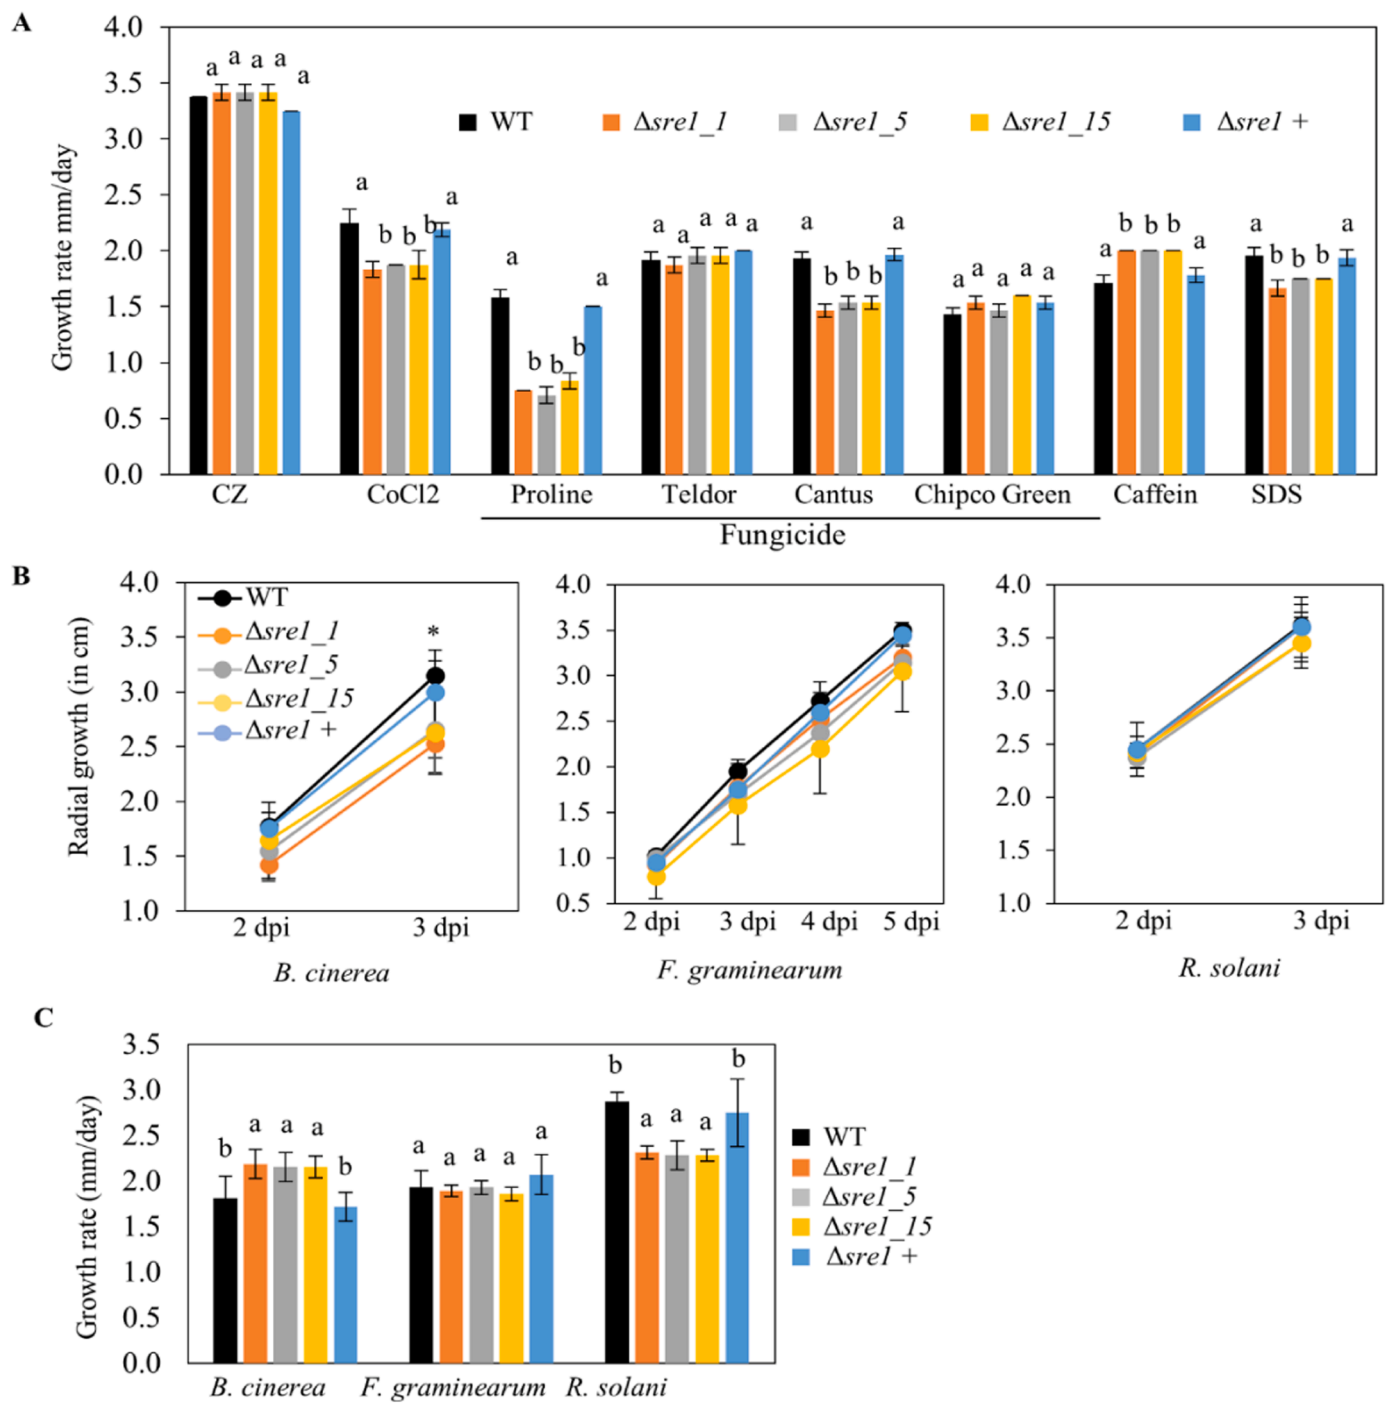 A
4.0
3.5
3.0
2.5
2.0
1.5
1.0
0.5
0.0
Growth rate mm/day
WT Δsre1_1 Δsre1_5 Δsre1_15 Δsre1 +
a a a a a
a b b b a
a b b b a
a a a a a
a b b b a
a a a a a
a b b b a
a b b b a
CZ CoCl2 Proline Teldor Cantus Chipco Green Caffein SDS
Fungicide
B
Radial growth (in cm)
4.0
3.5
3.0
2.5
2.0
1.5
1.0
WT
Δsre1_1
Δsre1_5
Δsre1_15
Δsre1 +
*
2 dpi 3 dpi
B. cinerea
4.0
3.5
3.0
2.5
2.0
1.5
1.0
0.5
2 dpi 3 dpi 4 dpi 5 dpi
F. graminearum
4.0
3.5
3.0
2.5
2.0
1.5
1.0
2 dpi 3 dpi
R. solani
C
Growth rate (mm/day)
3.5
3.0
2.5
2.0
1.5
1.0
0.5
0.0
b a a a b
a a a a a
b a a a b
B. cinerea F. graminearum R. solani
WT
Δsre1_1
Δsre1_5
Δsre1_15
Δsre1 +